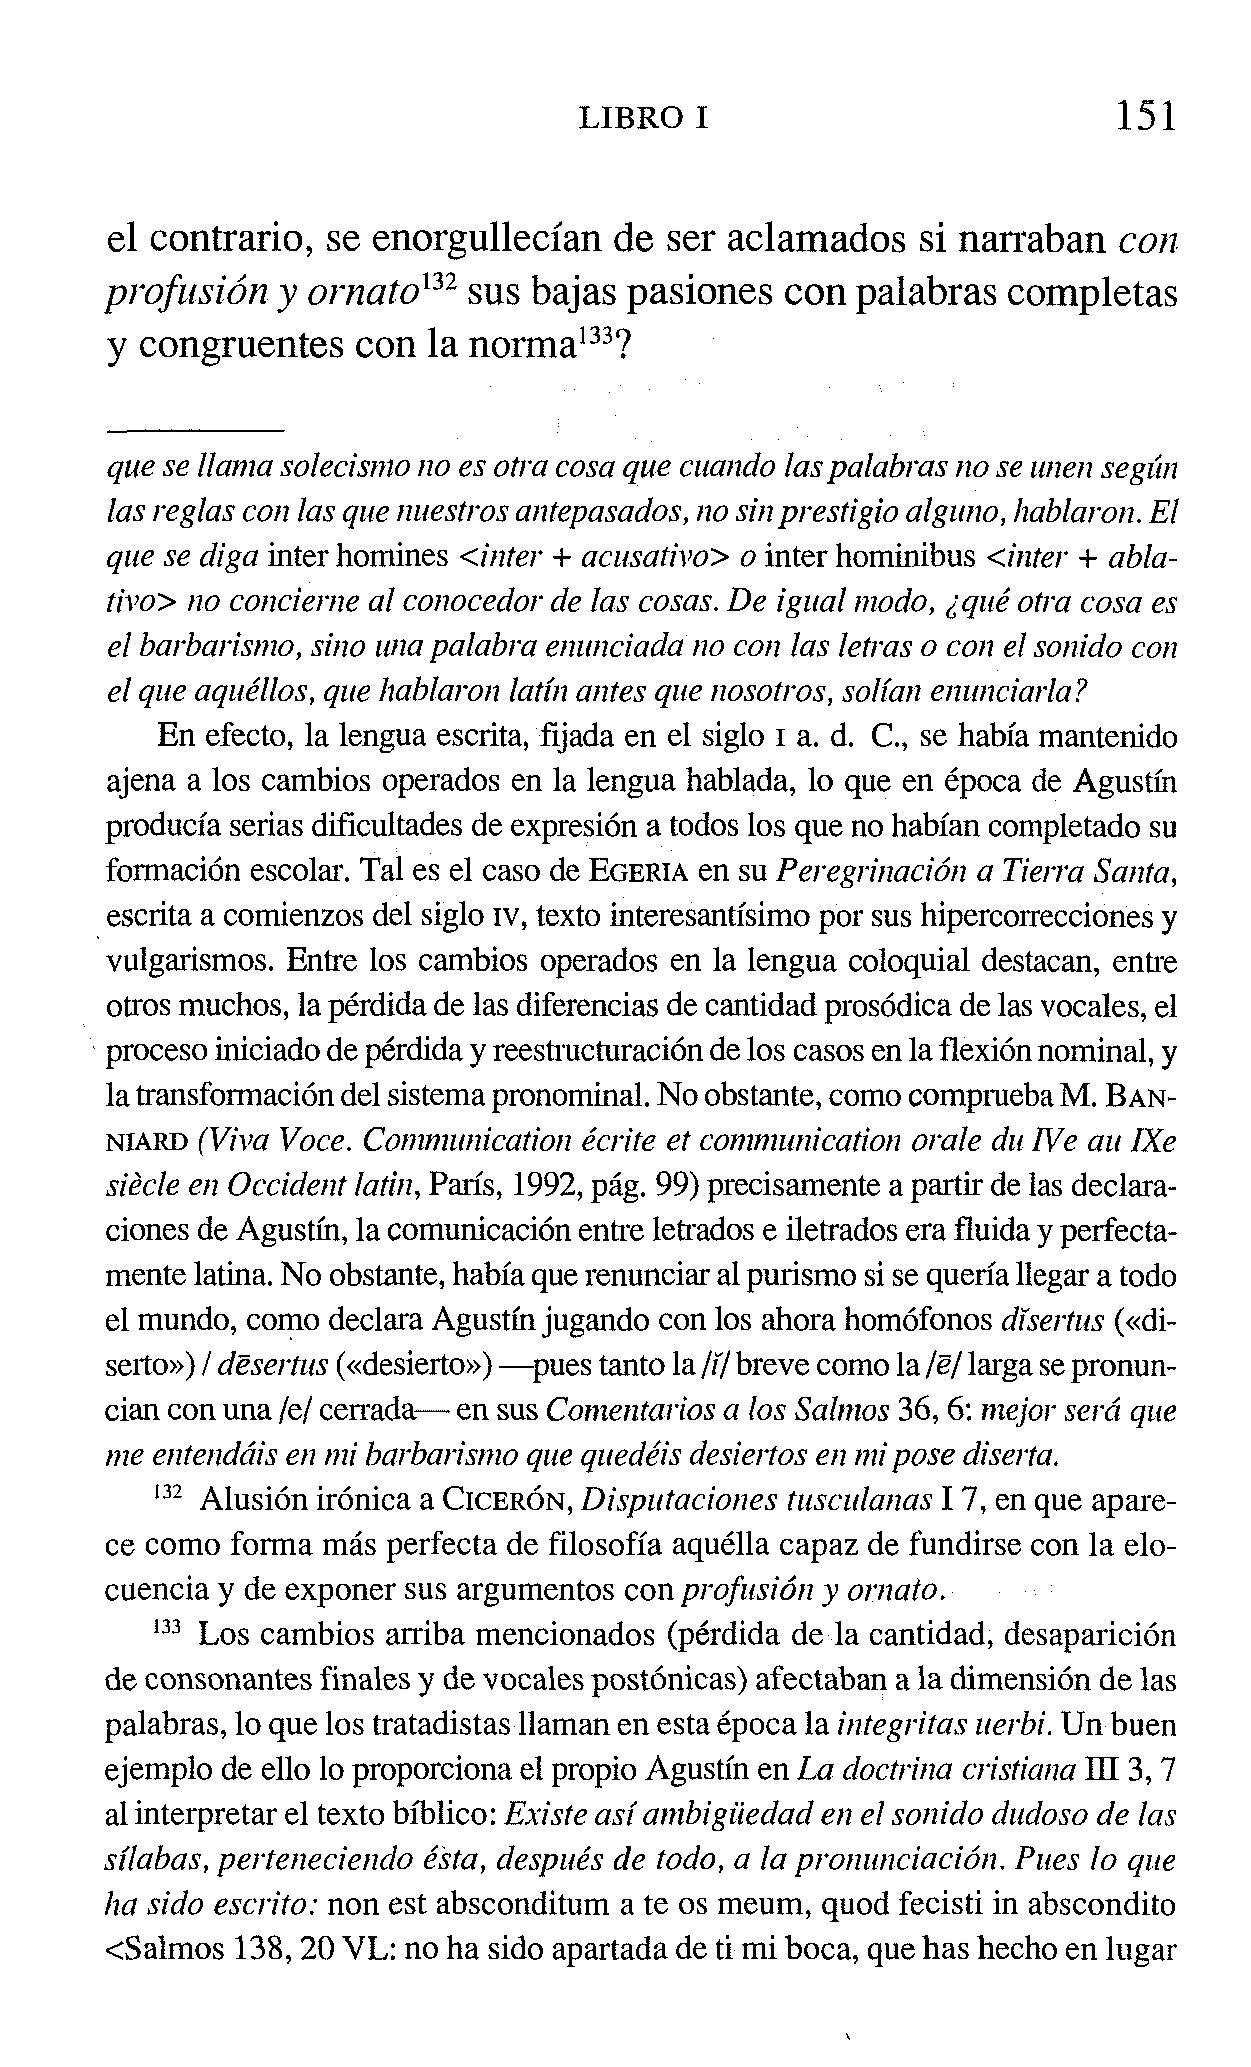 LIBRO I 151
el contrario, se enorgullecían de ser aclamados si narraban con
profusión y ornato¹³² sus bajas pasiones con palabras completas
y congruentes con la norma¹³³?
que se llama solecismo no es otra cosa que cuando las palabras no se unen según
las reglas con las que nuestros antepasados, no sin prestigio alguno, hablaron. El
que se diga inter homines <inter + acusativo> o inter hominibus <inter + abla-
tivo> no concierne al conocedor de las cosas. De igual modo, ¿qué otra cosa es
el barbarismo, sino una palabra enunciada no con las letras o con el sonido con
el que aquéllos, que hablaron latín antes que nosotros, solían enunciarla?
En efecto, la lengua escrita, fijada en el siglo I a. d. C., se había mantenido
ajena a los cambios operados en la lengua hablada, lo que en época de Agustín
producía serias dificultades de expresión a todos los que no habían completado su
formación escolar. Tal es el caso de EGERIA en su Peregrinación a Tierra Santa,
escrita a comienzos del siglo IV, texto interesantísimo por sus hipercorrecciones y
vulgarismos. Entre los cambios operados en la lengua coloquial destacan, entre
otros muchos, la pérdida de las diferencias de cantidad prosódica de las vocales, el
proceso iniciado de pérdida y reestructuración de los casos en la flexión nominal, y
la transformación del sistema pronominal. No obstante, como comprueba M. BAN-
NIARD (Viva Voce. Communication écrite et communication orale du IVe au IXe
siècle en Occident latin, París, 1992, pág. 99) precisamente a partir de las declara-
ciones de Agustín, la comunicación entre letrados e iletrados era fluida y perfecta-
mente latina. No obstante, había que renunciar al purismo si se quería llegar a todo
el mundo, como declara Agustín jugando con los ahora homófonos dĭsertus («di-
serto») / dēsertus («desierto») —pues tanto la /ĭ/ breve como la /ē/ larga se pronun-
cian con una /e/ cerrada— en sus Comentarios a los Salmos 36, 6: mejor será que
me entendáis en mi barbarismo que quedéis desiertos en mi pose diserta.
¹³² Alusión irónica a CICERÓN, Disputaciones tusculanas I 7, en que apare-
ce como forma más perfecta de filosofía aquélla capaz de fundirse con la elo-
cuencia y de exponer sus argumentos con profusión y ornato.
¹³³ Los cambios arriba mencionados (pérdida de la cantidad, desaparición
de consonantes finales y de vocales postónicas) afectaban a la dimensión de las
palabras, lo que los tratadistas llaman en esta época la integritas uerbi. Un buen
ejemplo de ello lo proporciona el propio Agustín en La doctrina cristiana III 3, 7
al interpretar el texto bíblico: Existe así ambigüedad en el sonido dudoso de las
sílabas, perteneciendo ésta, después de todo, a la pronunciación. Pues lo que
ha sido escrito: non est absconditum a te os meum, quod fecisti in abscondito
<Salmos 138, 20 VL: no ha sido apartada de ti mi boca, que has hecho en lugar